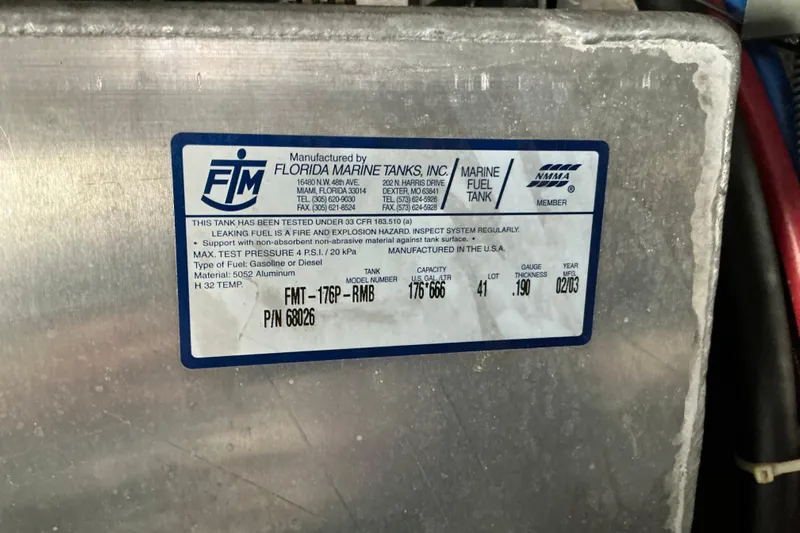 FTM
Manufactured by
FLORIDA MARINE TANKS, INC.
16480 N.W. 48th AVE.
MIAMI, FLORIDA 33014
TEL. (305) 620-9030
FAX. (305) 621-8524
202 N. HARRIS DRIVE
DEXTER, MO 63841
TEL. (573) 624-5926
FAX. (573) 624-5928
MARINE
FUEL
TANK
NMMA®
MEMBER
THIS TANK HAS BEEN TESTED UNDER 33 CFR 183.510 (a)
LEAKING FUEL IS A FIRE AND EXPLOSION HAZARD. INSPECT SYSTEM REGULARLY.
• Support with non-absorbent non-abrasive material against tank surface. •
MAX. TEST PRESSURE 4 P.S.I. / 20 kPa MANUFACTURED IN THE U.S.A.
Type of Fuel: Gasoline or Diesel
Material: 5052 Aluminum
H 32 TEMP.
TANK
MODEL NUMBER
CAPACITY
U.S. GAL./LTR
LOT
GAUGE
THICKNESS
YEAR
MFG.
FMT-176P-RMB 176*666 41 .190 02/03
P/N 68026